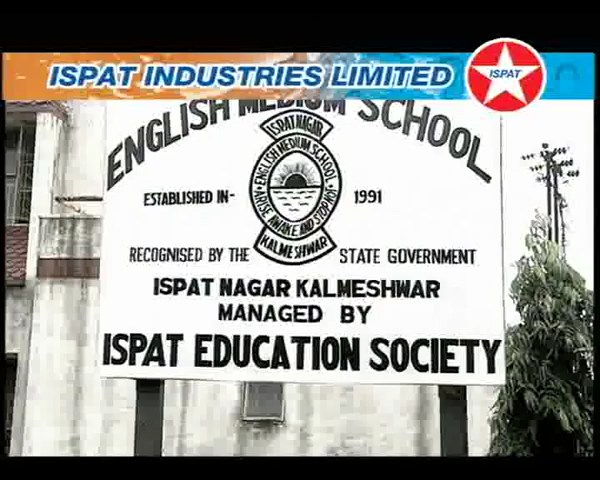 ISPAT INDUSTRIES LIMITED
ISPAT
ENGLISH MEDIUM SCHOOL
ISPAT NAGAR
ENGLISH MEDIUM SCHOOL
ARISE AWAKE AND STOP NOT
KALMESHWAR
ESTABLISHED IN- 1991
RECOGNISED BY THE STATE GOVERNMENT
ISPAT NAGAR KALMESHWAR
MANAGED BY
ISPAT EDUCATION SOCIETY